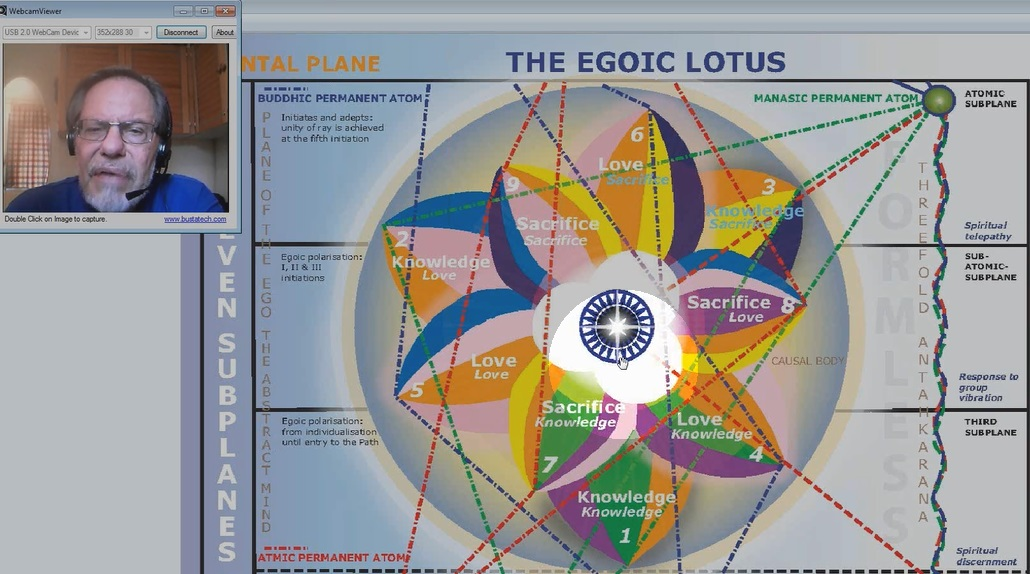 WebcamViewer
USB 2.0 WebCam Devic
352x288 30
Disconnect
About
Double Click on Image to capture.
www.bustatech.com
NTAL PLANE
THE EGOIC LOTUS
BUDDHIC PERMANENT ATOM
MANASIC PERMANENT ATOM
ATOMIC
SUBPLANE
Initiates and adepts:
unity of ray is achieved
at the fifth initiation
PLANE OF THE EGO THE ABSTRACT MIND
EVEN SUBPLANES
6
Love
Sacrifice
3
Knowledge
Sacrifice
9
Sacrifice
Sacrifice
2
Knowledge
Love
THREEFOLD ANTAHKARANA
Spiritual
telepathy
Egoic polarisation:
I, II & III
initiations
SUB-
ATOMIC-
SUBPLANE
Sacrifice
Love
8
FORMLESS
CAUSAL BODY
Love
Love
5
Response to
group
vibration
Egoic polarisation:
from individualisation
until entry to the Path
Sacrifice
Knowledge
7
Love
Knowledge
4
THIRD
SUBPLANE
Knowledge
Knowledge
1
ATMIC PERMANENT ATOM
Spiritual
discernment